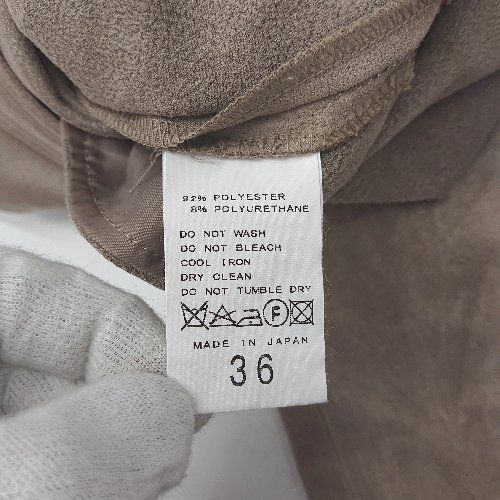 92% POLYESTER
8% POLYURETHANE
DO NOT WASH
DO NOT BLEACH
COOL IRON
DRY CLEAN
DO NOT TUMBLE DRY
F
MADE IN JAPAN
36